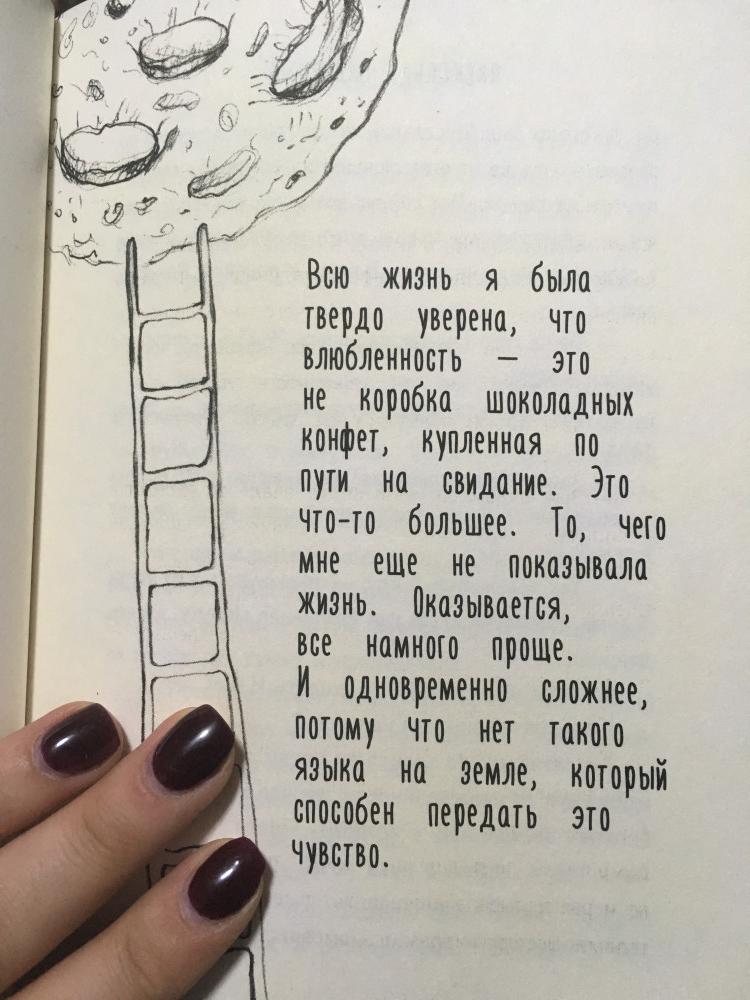 Всю жизнь я была
твердо уверена, что
влюбленность – это
не коробка шоколадных
конфет, купленная по
пути на свидание. Это
что-то большее. То, чего
мне еще не показывала
жизнь. Оказывается,
все намного проще.
И одновременно сложнее,
потому что нет такого
языка на земле, который
способен передать это
чувство.